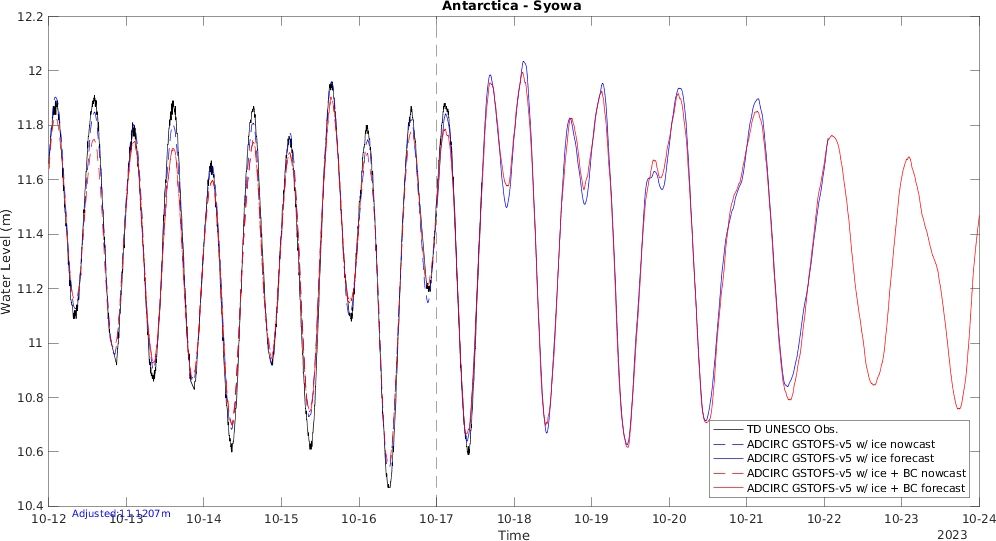 Antarctica - Syowa
12.2
12
11.8
11.6
11.4
11.2
11
10.8
10.6
10.4
Water Level (m)
TD UNESCO Obs.
ADCIRC GSTOFS-v5 w/ ice nowcast
ADCIRC GSTOFS-v5 w/ ice forecast
ADCIRC GSTOFS-v5 w/ ice + BC nowcast
ADCIRC GSTOFS-v5 w/ ice + BC forecast
Adjusted:11.1207m
10-12 10-13 10-14 10-15 10-16 10-17 10-18 10-19 10-20 10-21 10-22 10-23 10-24
Time
2023